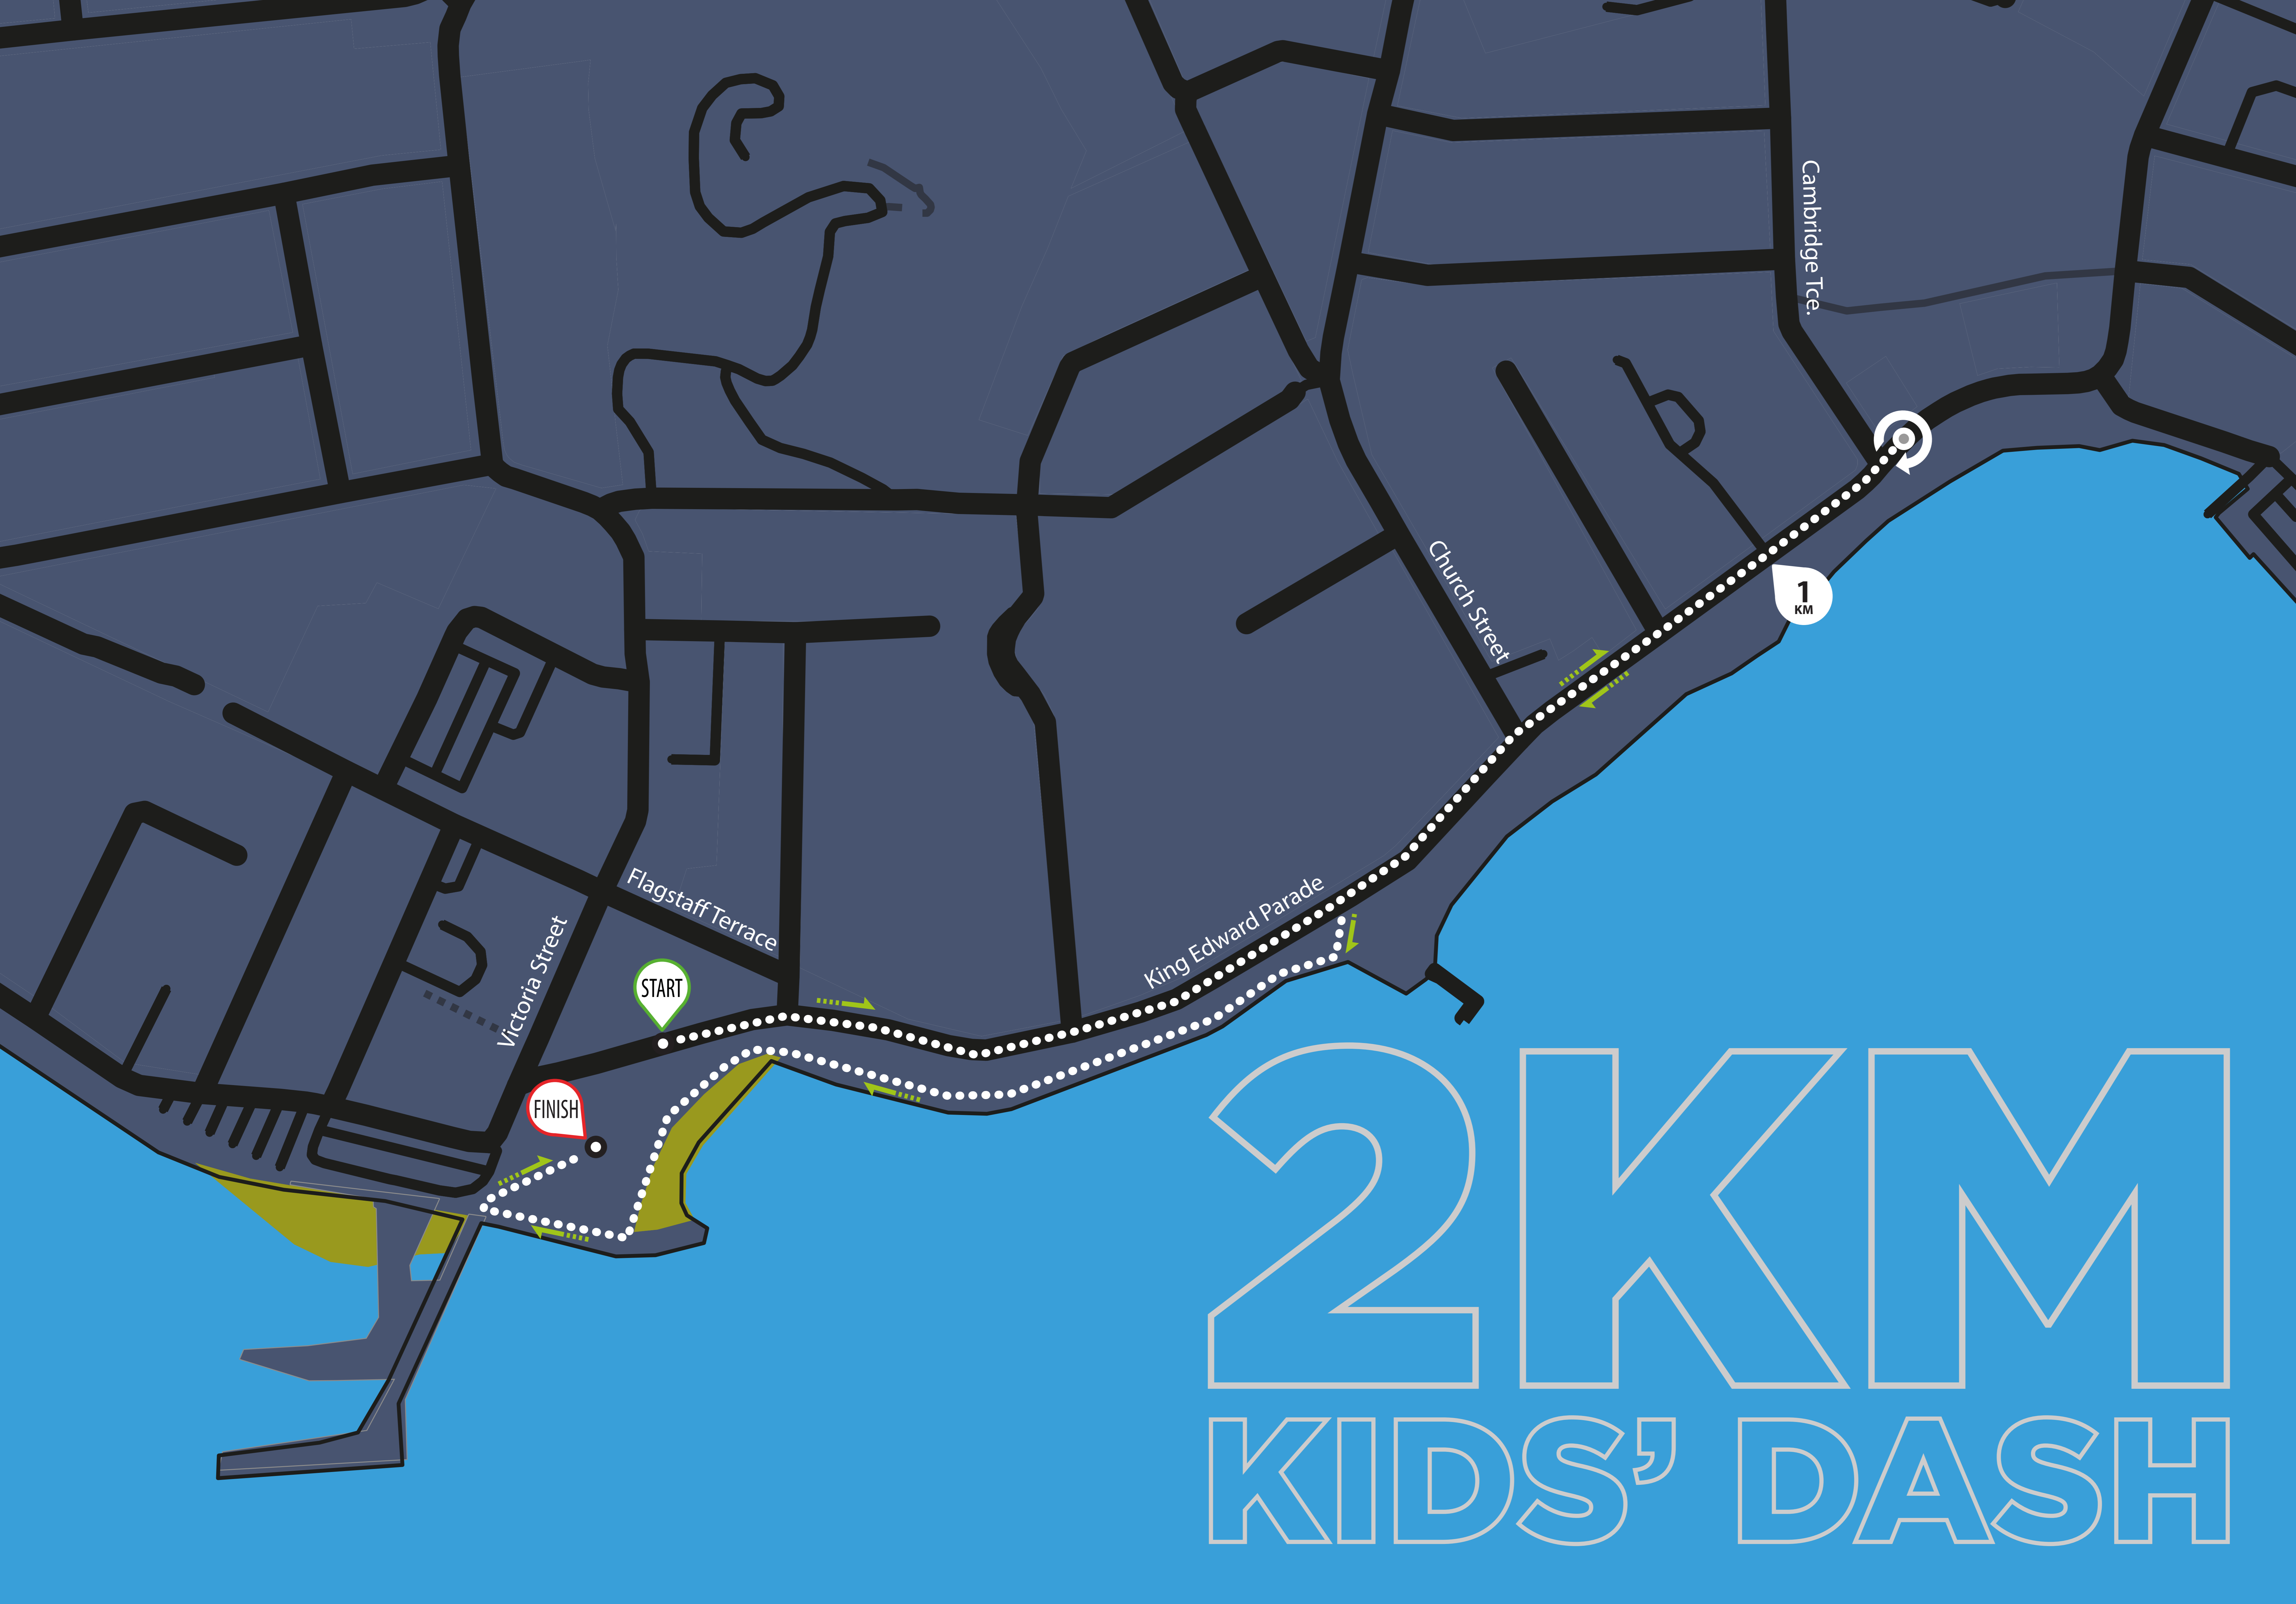 Cambridge Tce.
Church Street
1
KM
Flagstaff Terrace
King Edward Parade
Victoria Street
START
FINISH
2KM
KIDS’ DASH